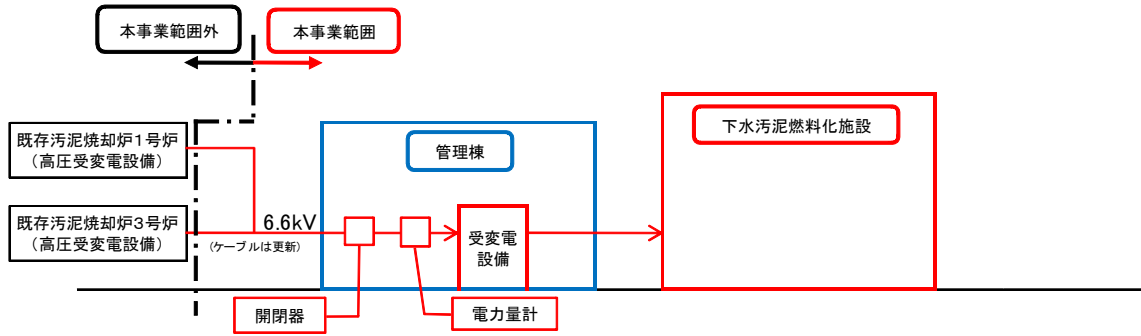 本事業範囲外
本事業範囲
既存汚泥焼却炉1号炉
(高圧受変電設備)
下水汚泥燃料化施設
管理棟
既存汚泥焼却炉3号炉
(高圧受変電設備)
6.6kV
(ケーブルは更新)
受変電
設備
開閉器
電力量計